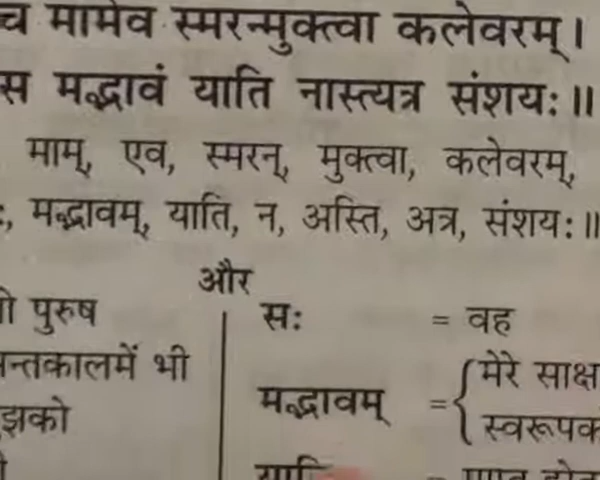 च मामेव स्मरन्मुक्त्वा कलेवरम्।
स मद्भावं याति नास्त्यत्र संशयः॥
माम्, एव, स्मरन्, मुक्त्वा, कलेवरम्,
मद्भावम्, याति, न, अस्ति, अत्र, संशयः॥
और
पुरुष
सः = वह
न्तकालमें भी
मद्भावम् = { मेरे साक्ष
स्वरूपक
झको